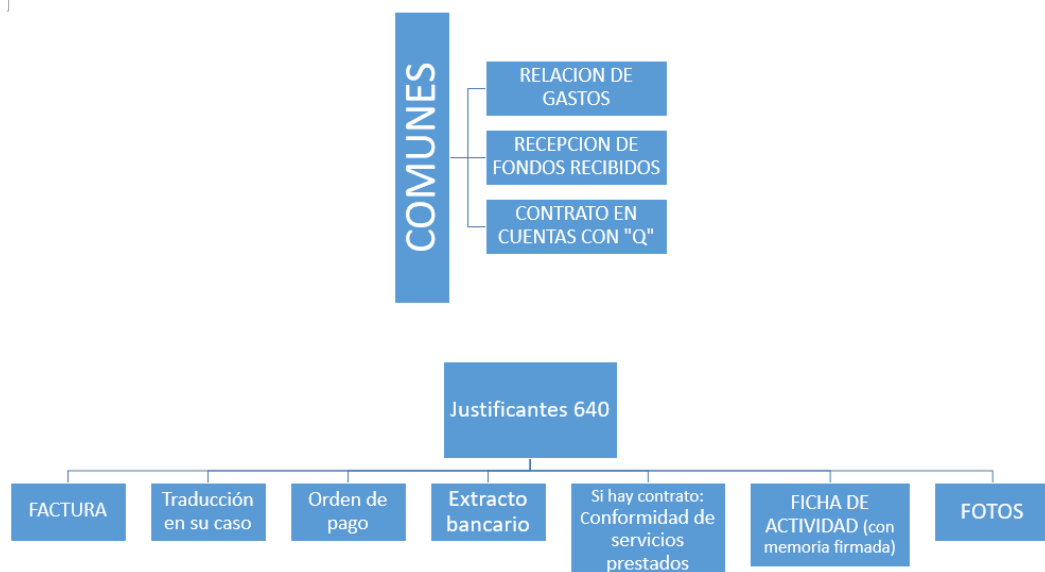 COMUNES
RELACION DE
GASTOS
RECEPCION DE
FONDOS RECIBIDOS
CONTRATO EN
CUENTAS CON "Q"
Justificantes 640
FACTURA
Traducción
en su caso
Orden de
pago
Extracto
bancario
Si hay contrato:
Conformidad de
servicios
prestados
FICHA DE
ACTIVIDAD (con
memoria firmada)
FOTOS